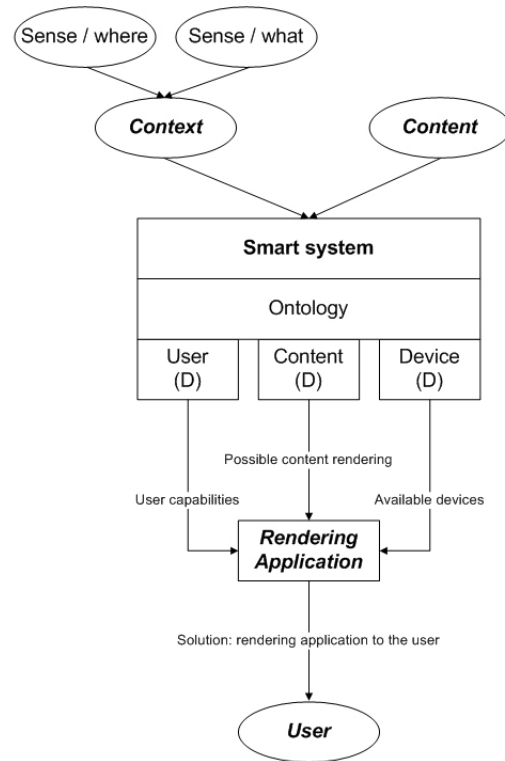 Sense / where
Sense / what
Context
Content
Smart system
Ontology
User
(D)
Content
(D)
Device
(D)
Possible content rendering
User capabilities
Available devices
Rendering
Application
Solution: rendering application to the user
User